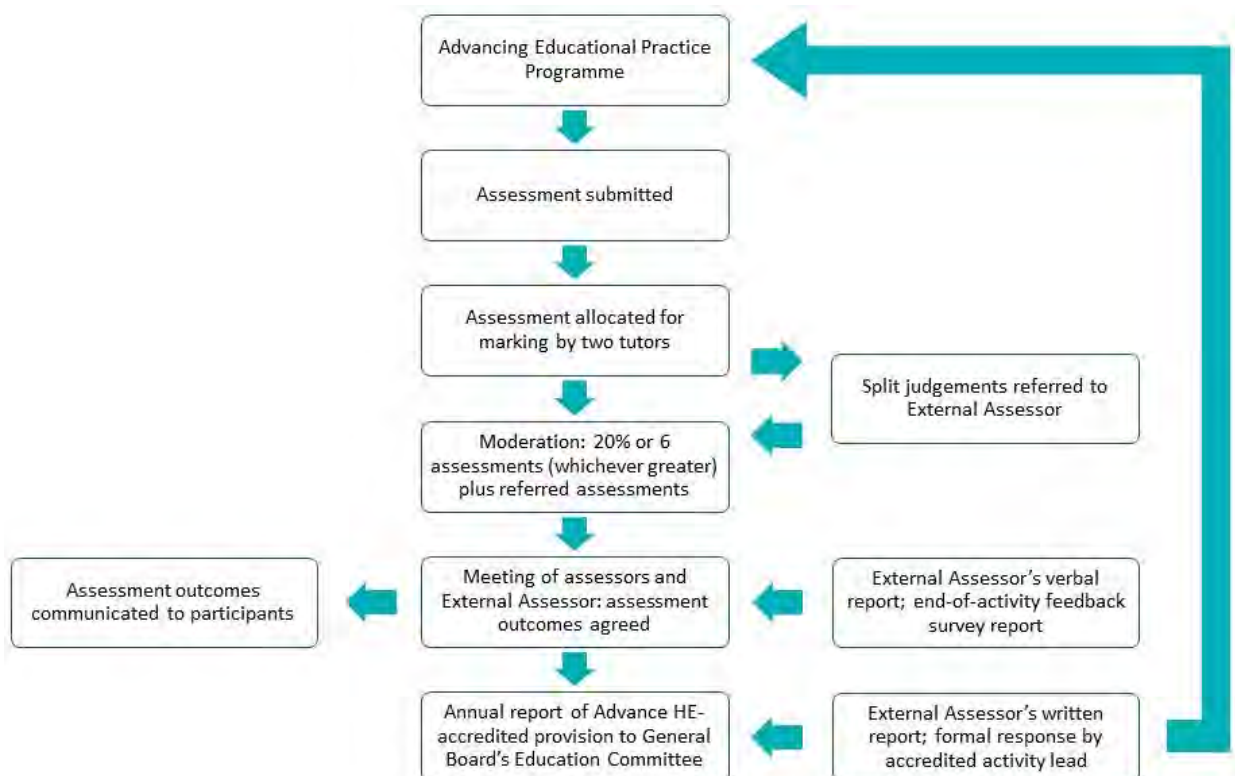 Advancing Educational Practice
Programme
Assessment submitted
Assessment allocated for
marking by two tutors
Split judgements referred to
External Assessor
Moderation: 20% or 6
assessments (whichever greater)
plus referred assessments
Assessment outcomes
communicated to participants
Meeting of assessors and
External Assessor: assessment
outcomes agreed
External Assessor's verbal
report; end-of-activity feedback
survey report
Annual report of Advance HE-
accredited provision to General
Board's Education Committee
External Assessor's written
report; formal response by
accredited activity lead